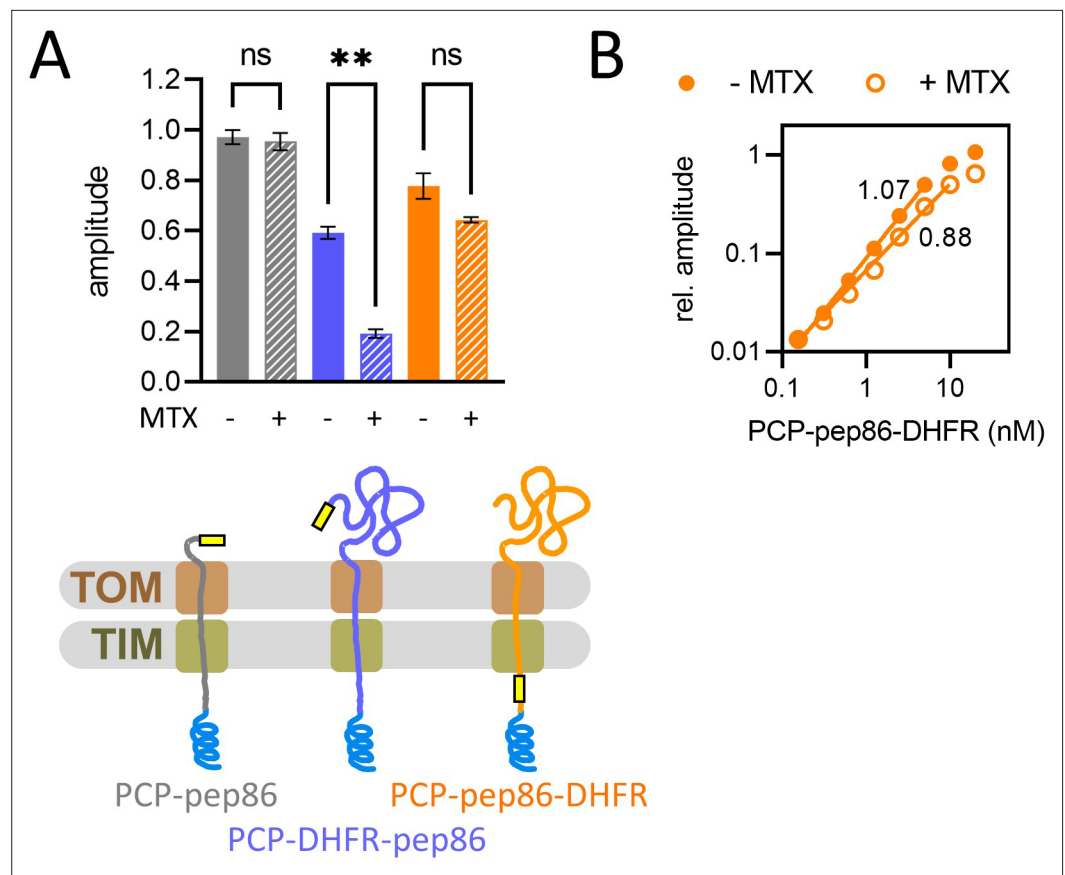 A
ns ** ns
1.2
1.0
0.8
0.6
0.4
0.2
0.0
amplitude
MTX - + - + - +
B
- MTX + MTX
1
0.1
0.01
rel. amplitude
1.07
0.88
0.1 1 10
PCP-pep86-DHFR (nM)
TOM
TIM
PCP-pep86
PCP-pep86-DHFR
PCP-DHFR-pep86